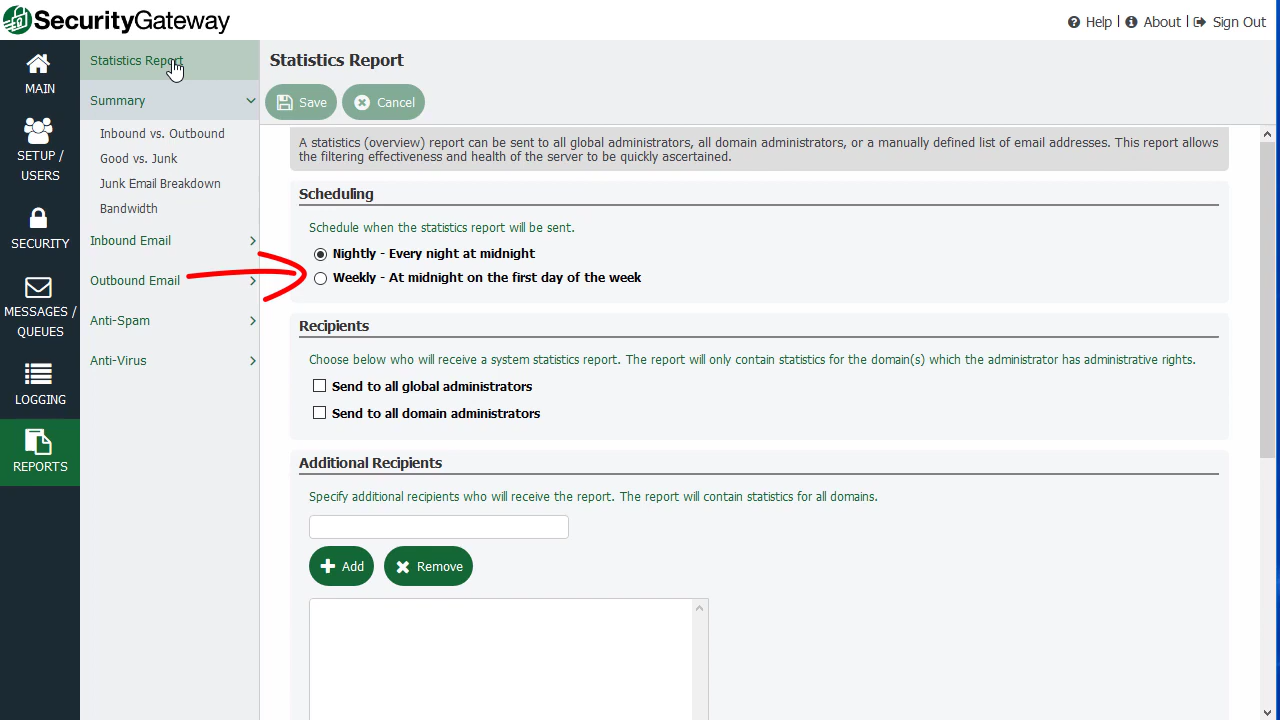 SecurityGateway
Help | About | Sign Out
MAIN
SETUP /
USERS
SECURITY
MESSAGES /
QUEUES
LOGGING
REPORTS
Statistics Report
Summary
Inbound vs. Outbound
Good vs. Junk
Junk Email Breakdown
Bandwidth
Inbound Email
Outbound Email
Anti-Spam
Anti-Virus
Statistics Report
Save Cancel
A statistics (overview) report can be sent to all global administrators, all domain administrators, or a manually defined list of email addresses. This report allows
the filtering effectiveness and health of the server to be quickly ascertained.
Scheduling
Schedule when the statistics report will be sent.
Nightly - Every night at midnight
Weekly - At midnight on the first day of the week
Recipients
Choose below who will receive a system statistics report. The report will only contain statistics for the domain(s) which the administrator has administrative rights.
Send to all global administrators
Send to all domain administrators
Additional Recipients
Specify additional recipients who will receive the report. The report will contain statistics for all domains.
Add Remove